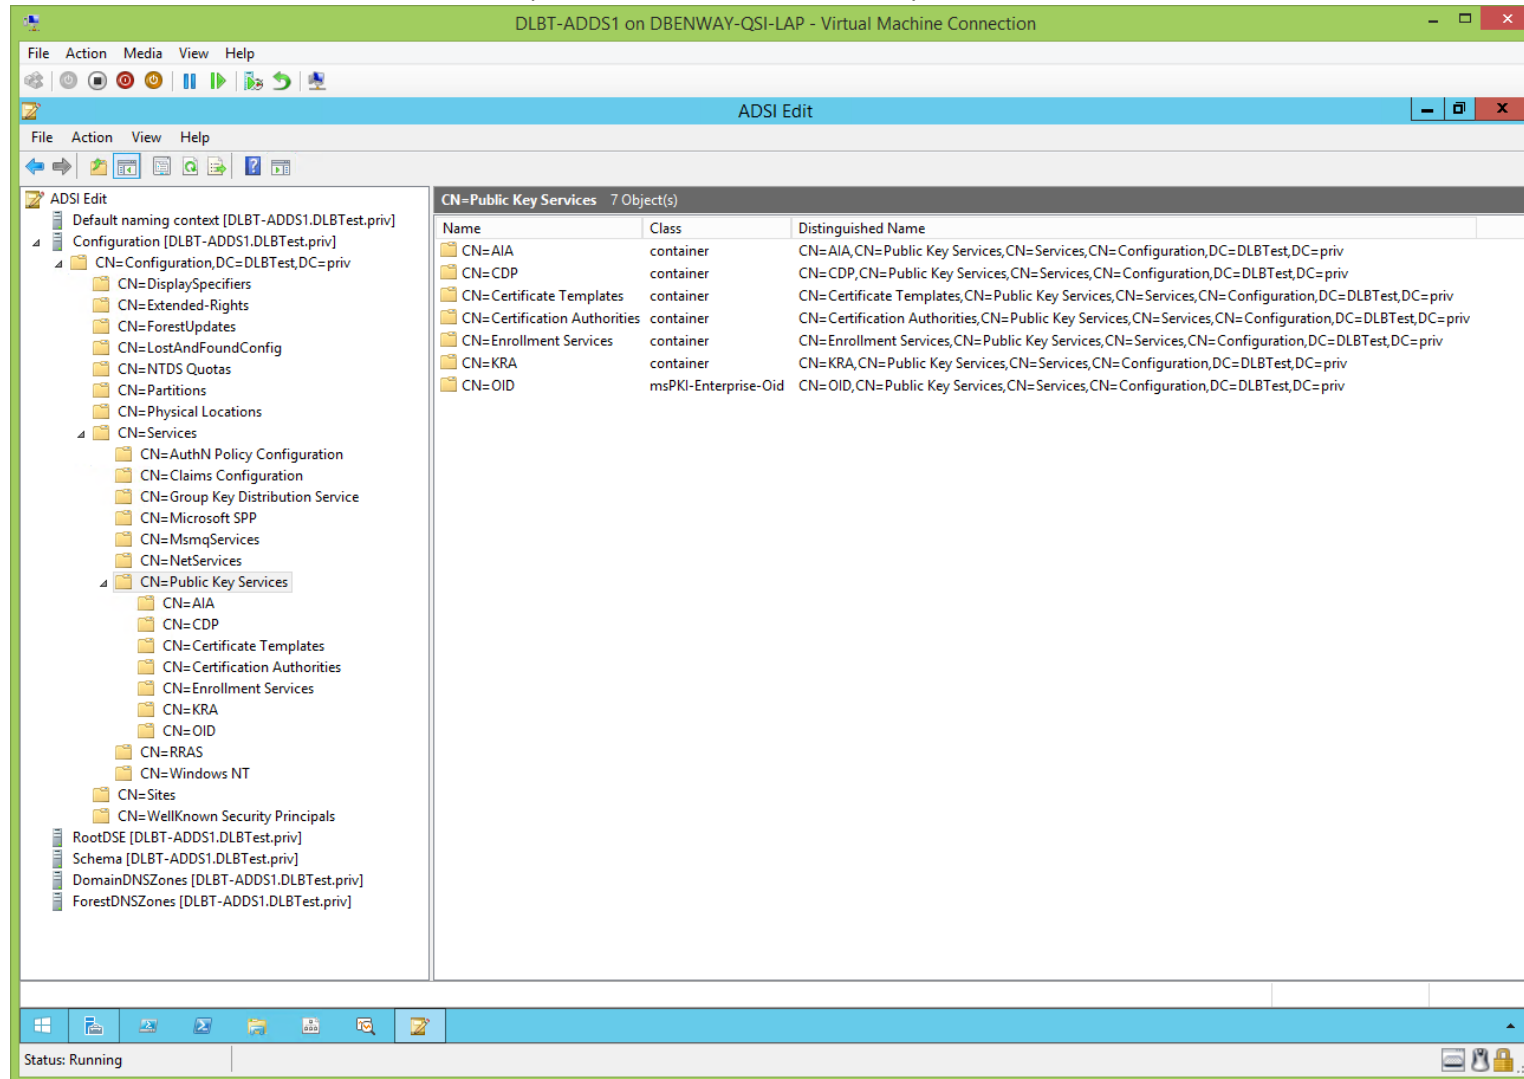 DLBT-ADDS1 on DBENWAY-QSI-LAP - Virtual Machine Connection
File Action Media View Help
ADSI Edit
File Action View Help
ADSI Edit
Default naming context [DLBT-ADDS1.DLBTest.priv]
Configuration [DLBT-ADDS1.DLBTest.priv]
CN=Configuration,DC=DLBTest,DC=priv
CN=DisplaySpecifiers
CN=Extended-Rights
CN=ForestUpdates
CN=LostAndFoundConfig
CN=NTDS Quotas
CN=Partitions
CN=Physical Locations
CN=Services
CN=AuthN Policy Configuration
CN=Claims Configuration
CN=Group Key Distribution Service
CN=Microsoft SPP
CN=MsmqServices
CN=NetServices
CN=Public Key Services
CN=AIA
CN=CDP
CN=Certificate Templates
CN=Certification Authorities
CN=Enrollment Services
CN=KRA
CN=OID
CN=RRAS
CN=Windows NT
CN=Sites
CN=WellKnown Security Principals
RootDSE [DLBT-ADDS1.DLBTest.priv]
Schema [DLBT-ADDS1.DLBTest.priv]
DomainDNSZones [DLBT-ADDS1.DLBTest.priv]
ForestDNSZones [DLBT-ADDS1.DLBTest.priv]
CN=Public Key Services 7 Object(s)
Name Class Distinguished Name
CN=AIA container CN=AIA,CN=Public Key Services,CN=Services,CN=Configuration,DC=DLBTest,DC=priv
CN=CDP container CN=CDP,CN=Public Key Services,CN=Services,CN=Configuration,DC=DLBTest,DC=priv
CN=Certificate Templates container CN=Certificate Templates,CN=Public Key Services,CN=Services,CN=Configuration,DC=DLBTest,DC=priv
CN=Certification Authorities container CN=Certification Authorities,CN=Public Key Services,CN=Services,CN=Configuration,DC=DLBTest,DC=priv
CN=Enrollment Services container CN=Enrollment Services,CN=Public Key Services,CN=Services,CN=Configuration,DC=DLBTest,DC=priv
CN=KRA container CN=KRA,CN=Public Key Services,CN=Services,CN=Configuration,DC=DLBTest,DC=priv
CN=OID msPKI-Enterprise-Oid CN=OID,CN=Public Key Services,CN=Services,CN=Configuration,DC=DLBTest,DC=priv
Status: Running